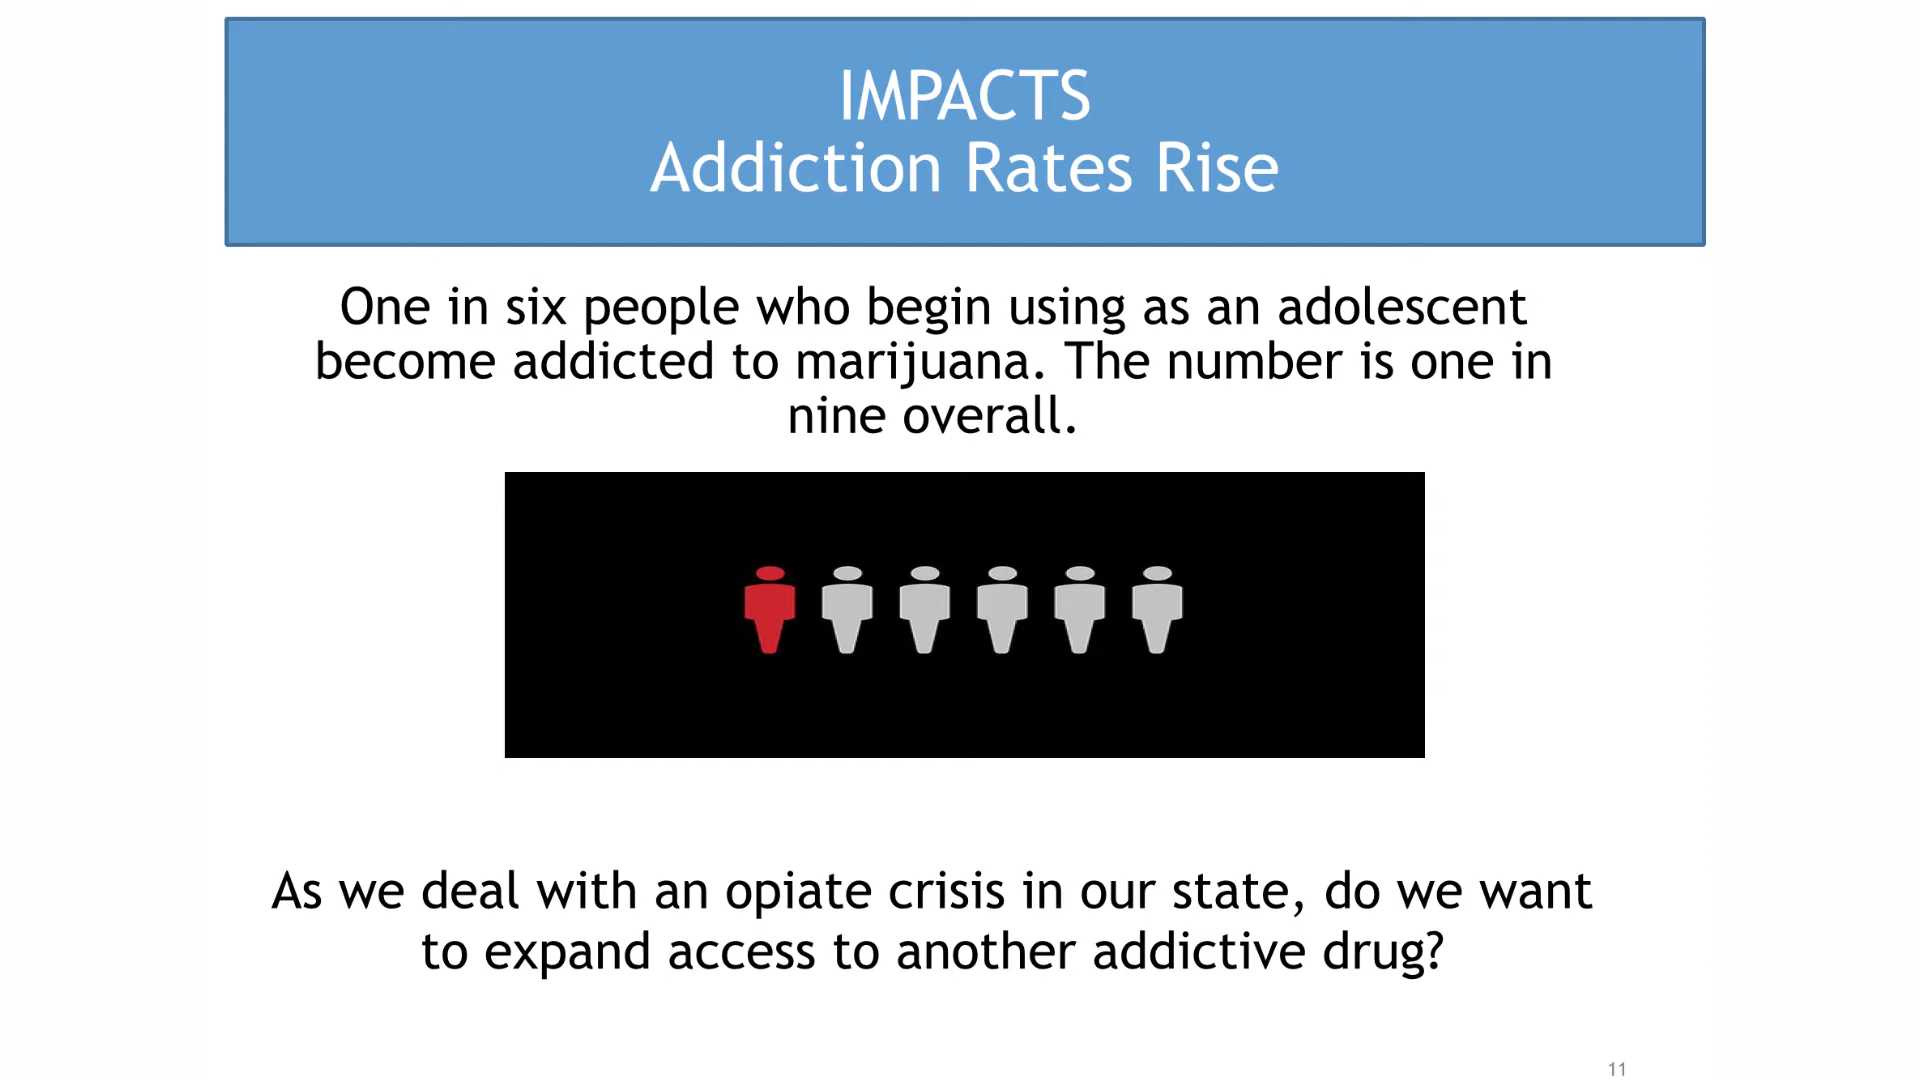 IMPACTS
Addiction Rates Rise
One in six people who begin using as an adolescent
become addicted to marijuana. The number is one in
nine overall.
As we deal with an opiate crisis in our state, do we want
to expand access to another addictive drug?
11